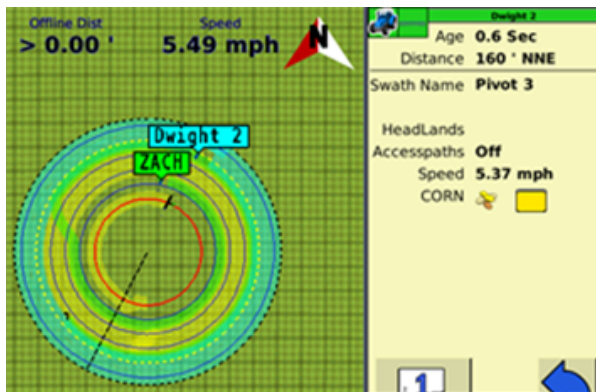 Offline Dist
> 0.00 '
Speed
5.49 mph
N
Dwight 2
ZACH
Dwight 2
Age 0.6 Sec
Distance 160 ' NNE
Swath Name Pivot 3
HeadLands
Accesspaths Off
Speed 5.37 mph
CORN
1